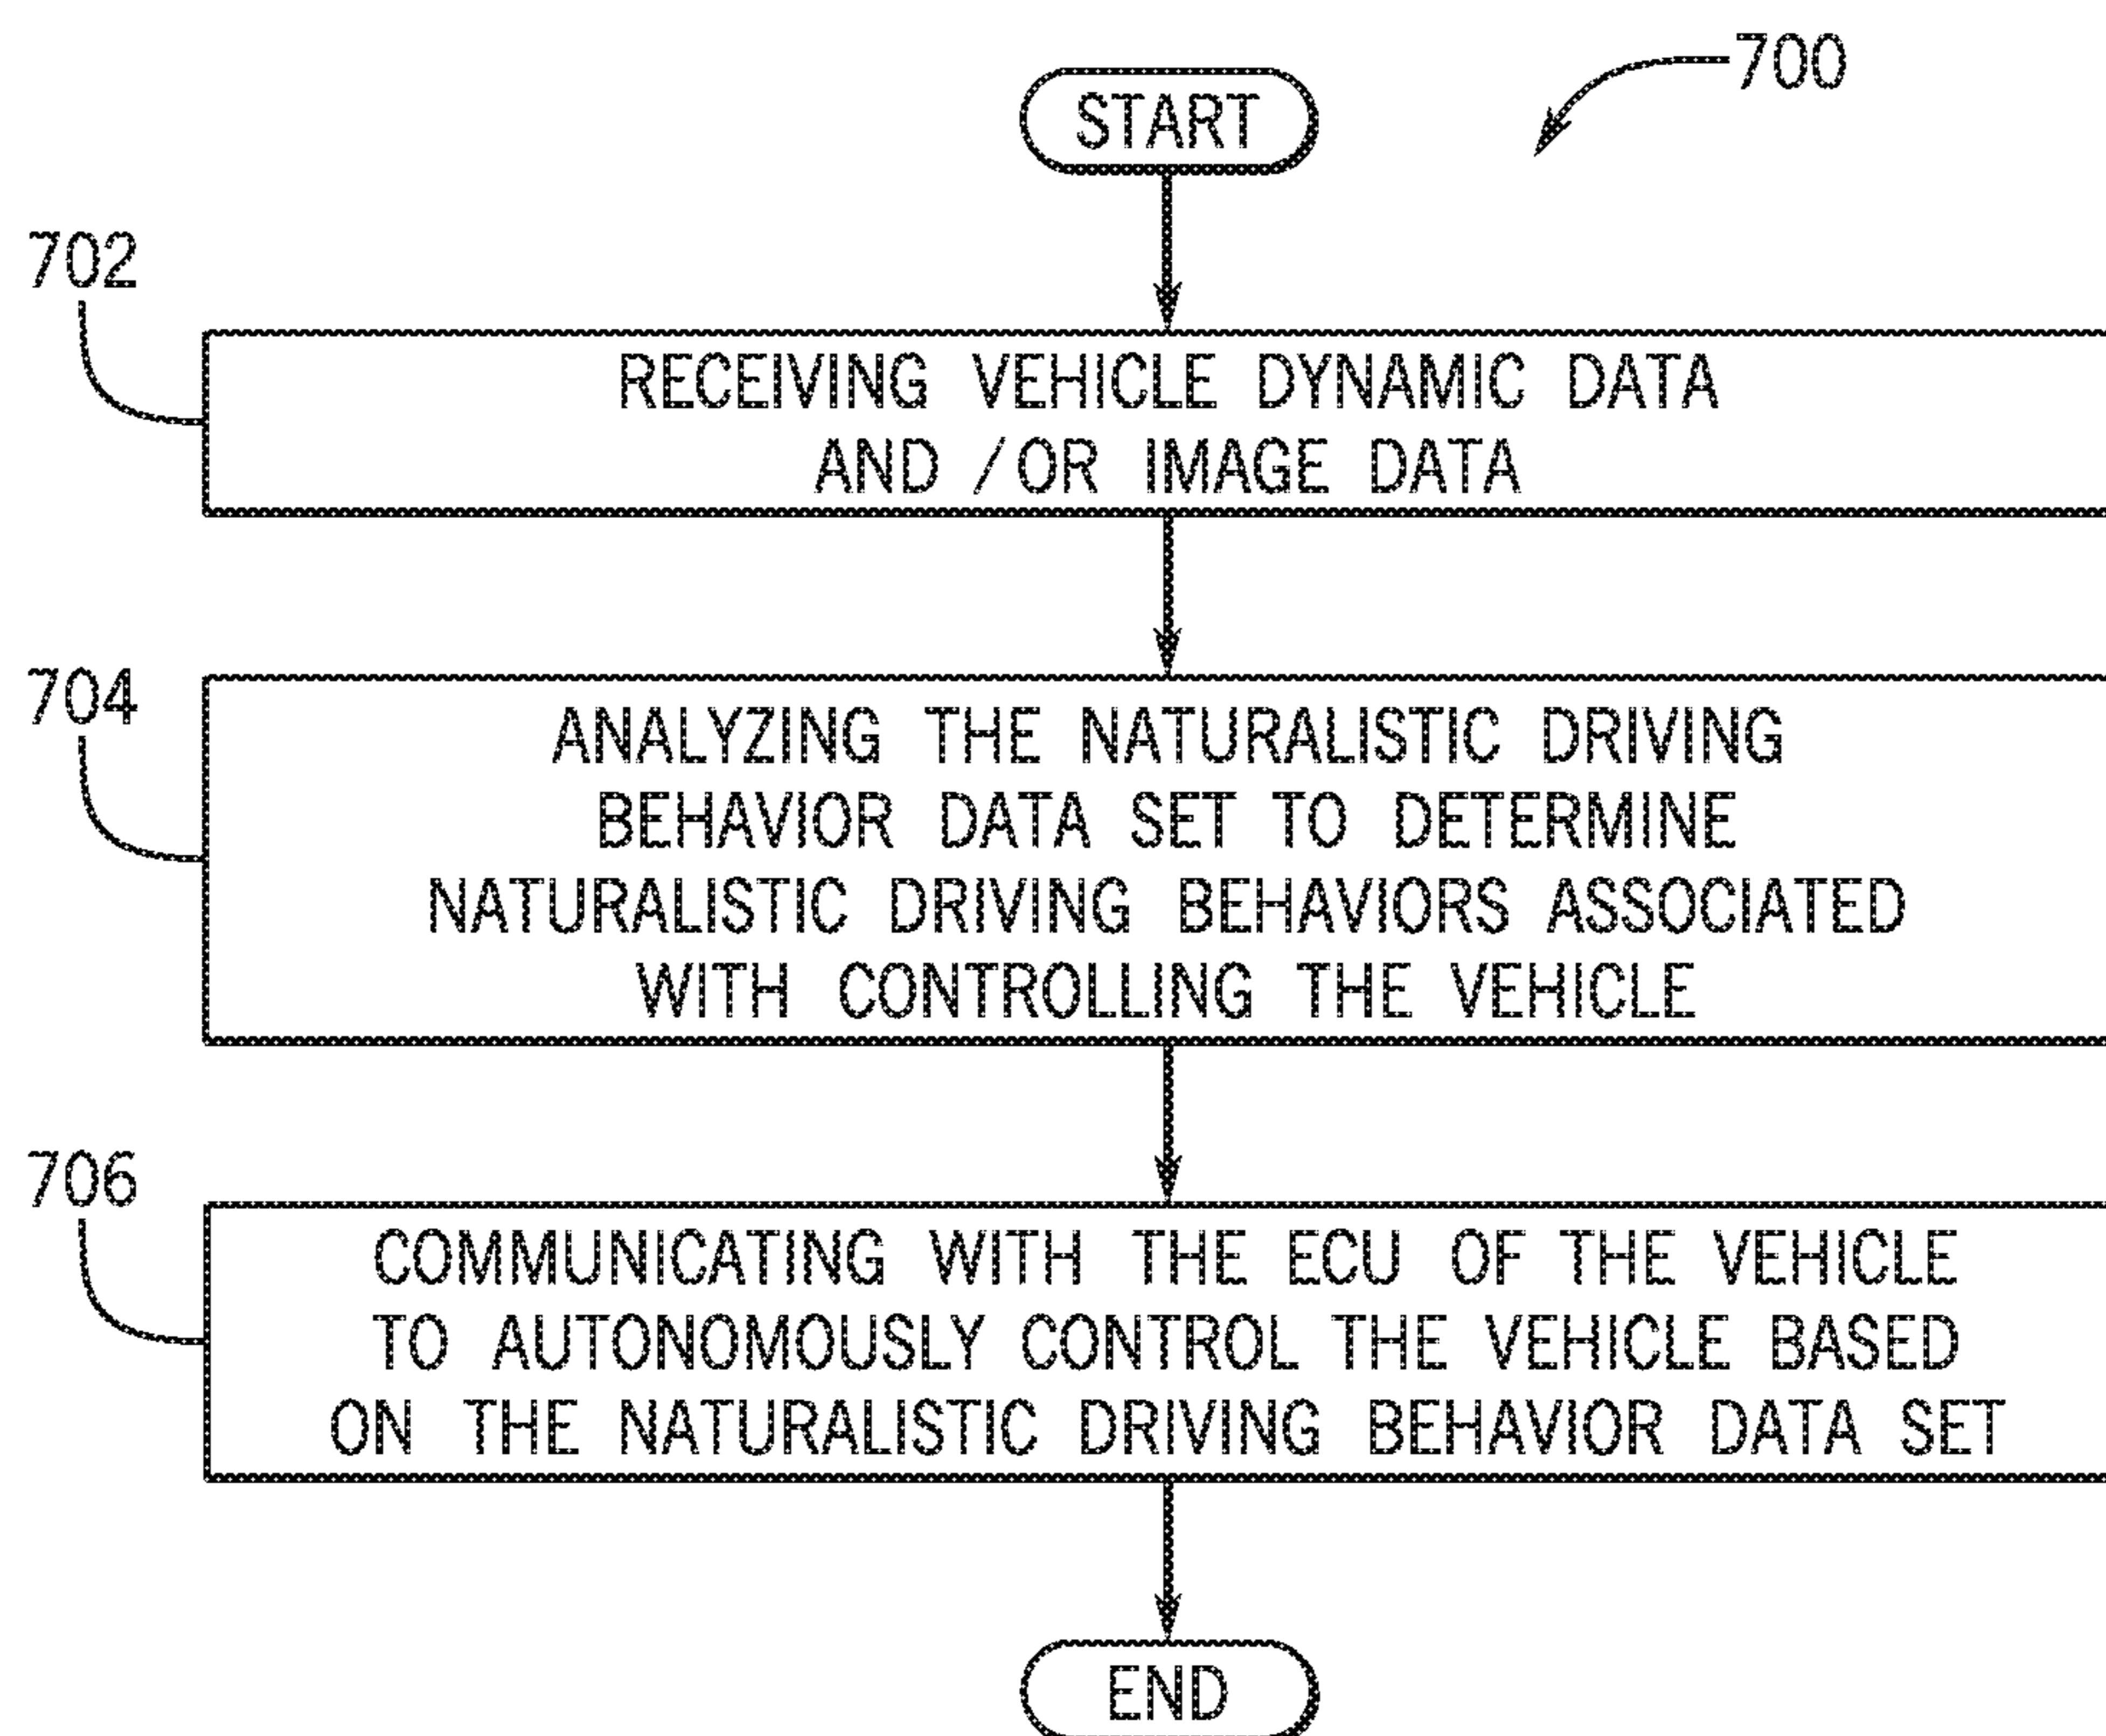 700
START
702
RECEIVING VEHICLE DYNAMIC DATA
AND /OR IMAGE DATA
704
ANALYZING THE NATURALISTIC DRIVING
BEHAVIOR DATA SET TO DETERMINE
NATURALISTIC DRIVING BEHAVIORS ASSOCIATED
WITH CONTROLLING THE VEHICLE
706
COMMUNICATING WITH THE ECU OF THE VEHICLE
TO AUTONOMOUSLY CONTROL THE VEHICLE BASED
ON THE NATURALISTIC DRIVING BEHAVIOR DATA SET
END